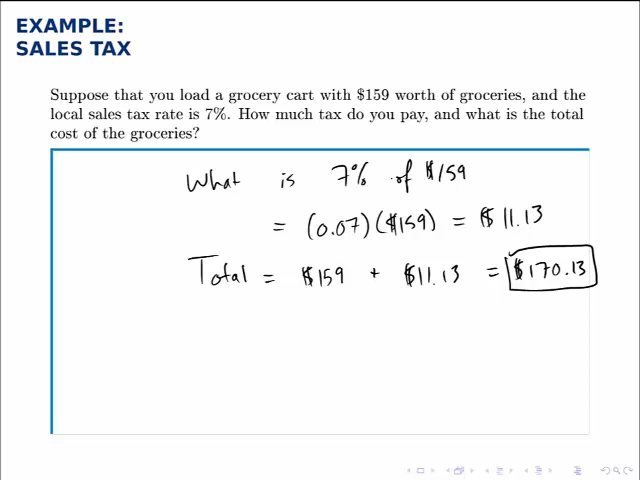 EXAMPLE:
SALES TAX
Suppose that you load a grocery cart with $159 worth of groceries, and the
local sales tax rate is 7%. How much tax do you pay, and what is the total
cost of the groceries?
What is 7% of $159
= (0.07)($159) = $11.13
Total = $159 + $11.13 = $170.13